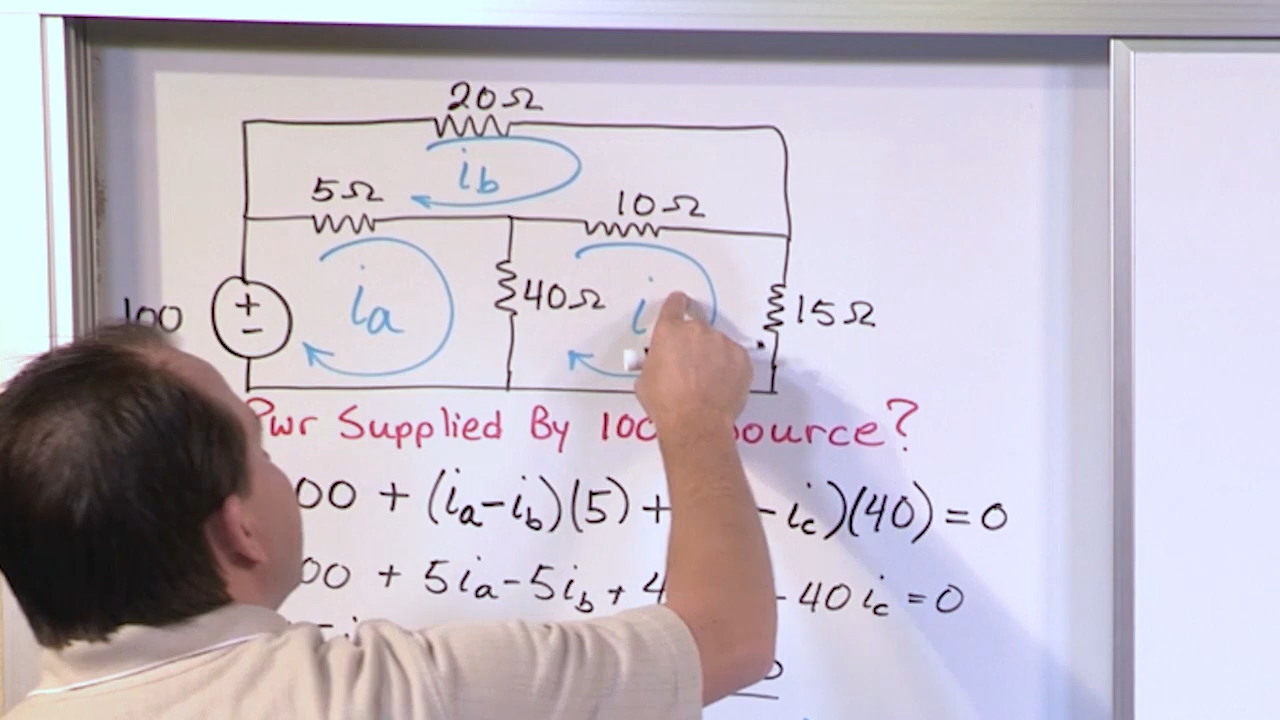 20Ω
ib
5Ω
10Ω
ia
40Ω
i
15Ω
100
+
−
Pwr Supplied By 100 ource?
00 + (ia−ib)(5) + −ic)(40) = 0
00 + 5ia−5ib + 4 −40ic = 0